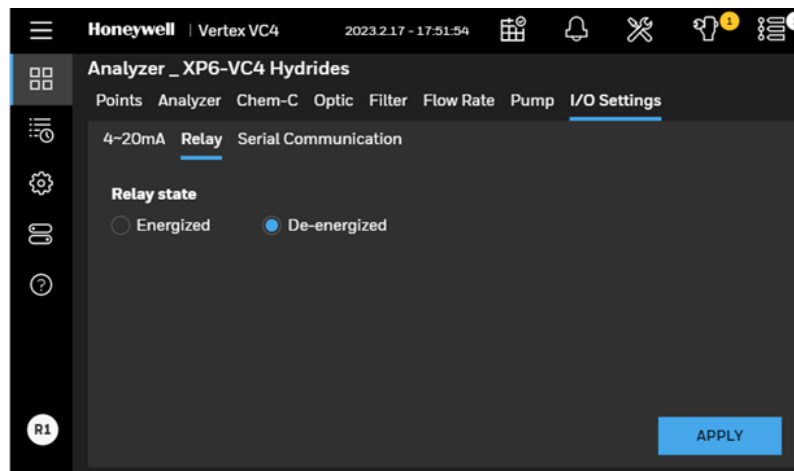 Honeywell | Vertex VC4 2023.2.17 - 17:51:54 1
Analyzer _ XP6-VC4 Hydrides
Points Analyzer Chem-C Optic Filter Flow Rate Pump I/O Settings
4~20mA Relay Serial Communication
Relay state
Energized De-energized
?
R1 APPLY